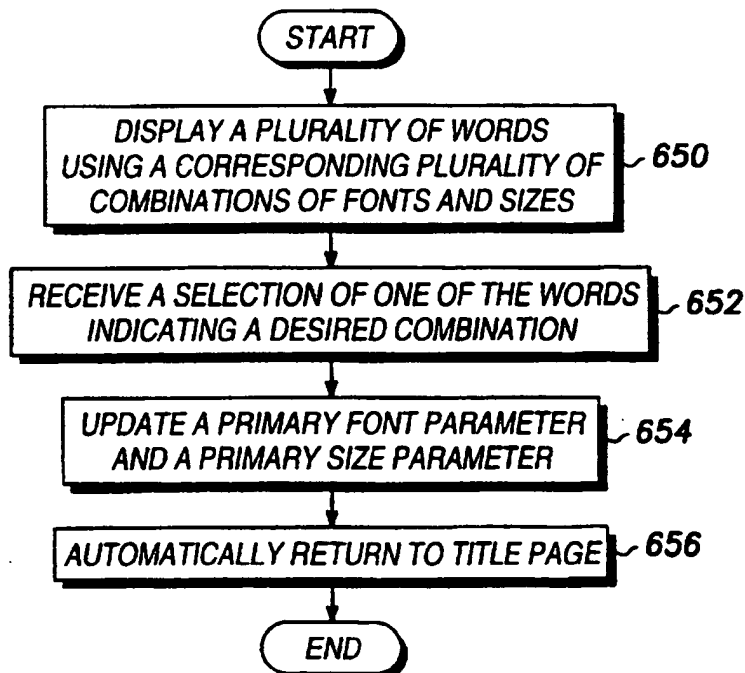 START
DISPLAY A PLURALITY OF WORDS
USING A CORRESPONDING PLURALITY OF
COMBINATIONS OF FONTS AND SIZES
650
RECEIVE A SELECTION OF ONE OF THE WORDS
INDICATING A DESIRED COMBINATION
652
UPDATE A PRIMARY FONT PARAMETER
AND A PRIMARY SIZE PARAMETER
654
AUTOMATICALLY RETURN TO TITLE PAGE
656
END